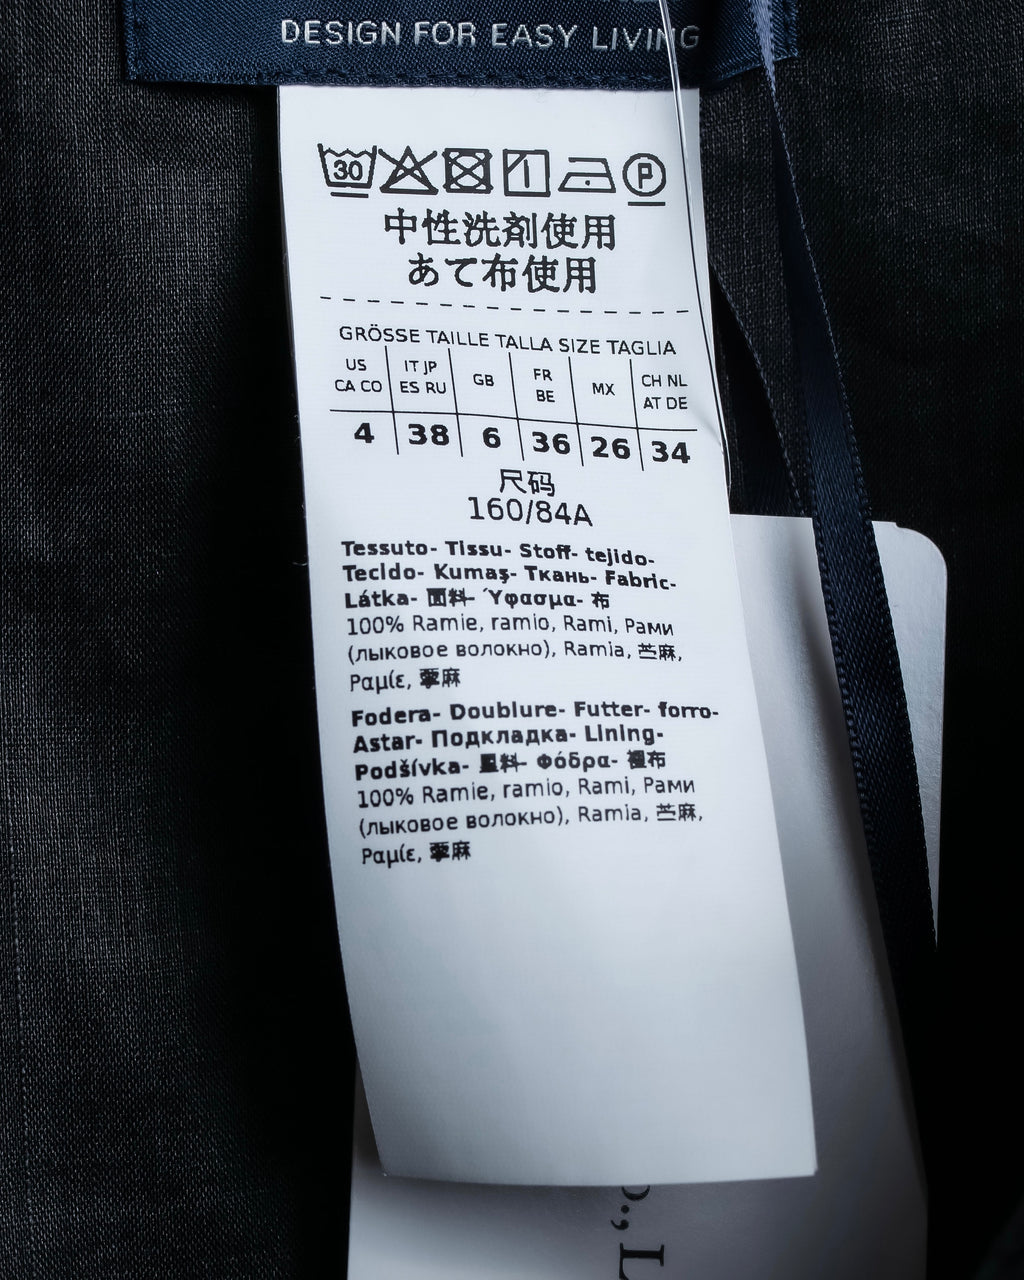 DESIGN FOR EASY LIVING
30 P
中性洗剤使用
あて布使用
GRÖSSE TAILLE TALLA SIZE TAGLIA
US CA CO IT JP ES RU GB FR BE MX CH NL AT DE
4 38 6 36 26 34
尺码
160/84A
Tessuto- Tissu- Stoff- tejido-
Tecido- Kumaş- Ткань- Fabric-
Látka- 面料- Ύφασμα- 布
100% Ramie, ramio, Rami, Рами
(лыковое волокно), Ramia, 苎麻,
Ραμίε, 麻
Fodera- Doublure- Futter- forro-
Astar- Подкладка- Lining-
Podšívka- 里料- Φόδρα- 裡布
100% Ramie, ramio, Rami, Рами
(лыковое волокно), Ramia, 苎麻,
Ραμίε, 麻
., L